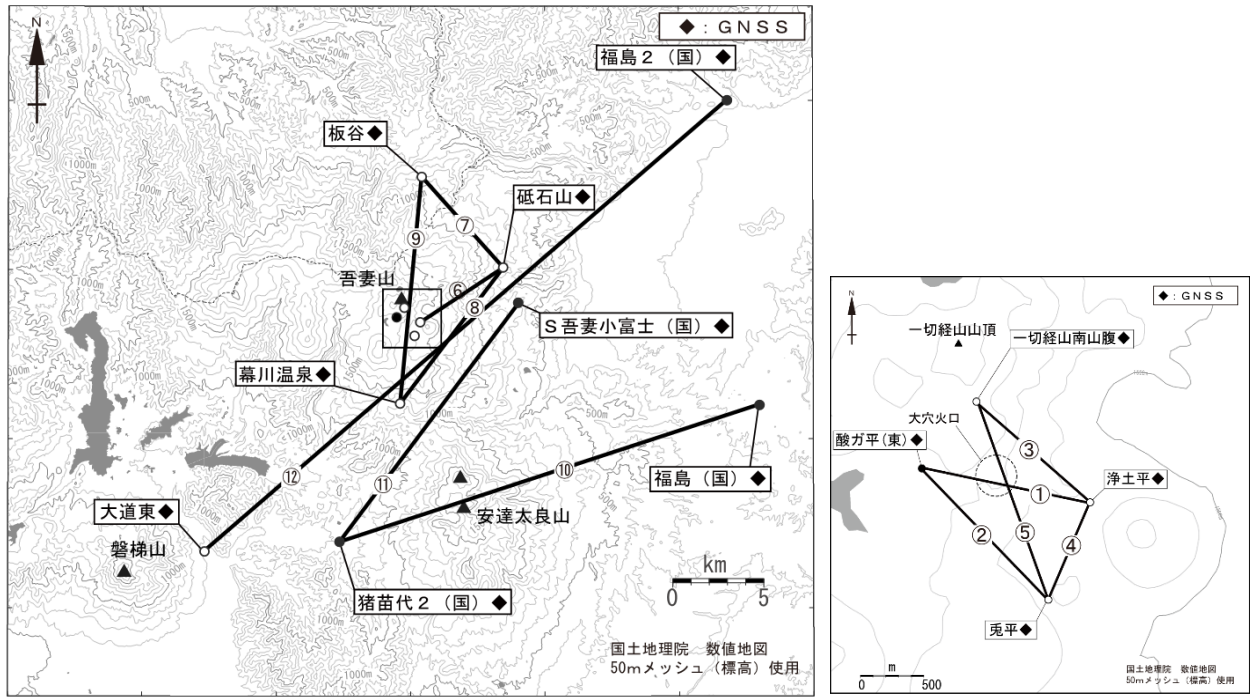 N
◆：GNSS
福島２（国）◆
板谷◆
砥石山◆
⑦
⑨
吾妻山
⑥
⑧
S吾妻小富士（国）◆
幕川温泉◆
⑩
⑫
⑪
福島（国）◆
大道東◆
安達太良山
磐梯山
km
0 5
猪苗代２（国）◆
国土地理院 数値地図
50mメッシュ（標高）使用
500m
1000m
1500m
N
◆：GNSS
一切経山山頂
一切経山南山腹◆
大穴火口
酸ガ平(東)◆
③
浄土平◆
①
②
⑤
④
兎平◆
m
0 500
国土地理院 数値地図
50mメッシュ（標高）使用